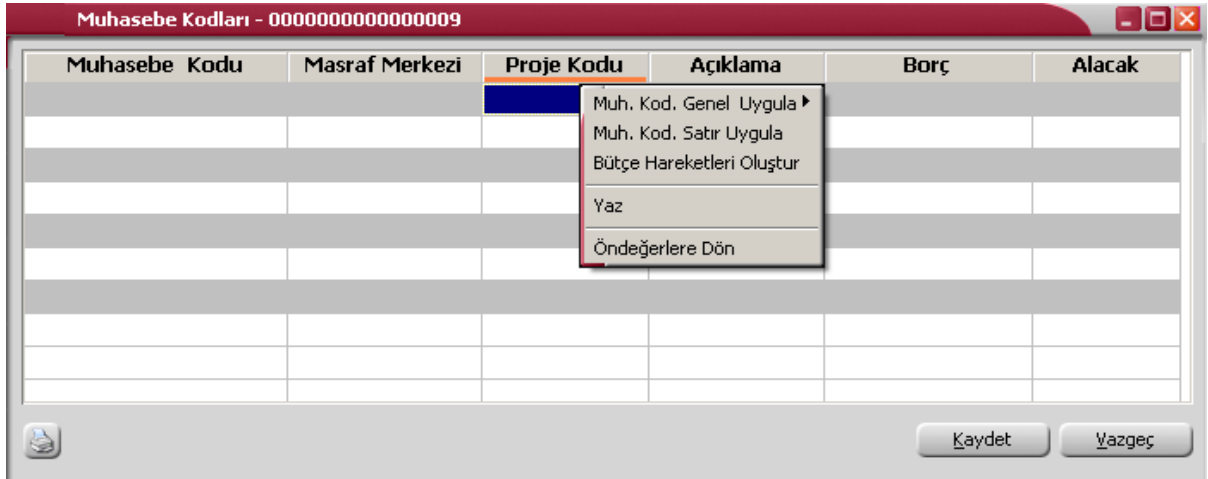 Muhasebe Kodları - 0000000000000009
Muhasebe Kodu Masraf Merkezi Proje Kodu Açıklama Borç Alacak
Muh. Kod. Genel Uygula
Muh. Kod. Satır Uygula
Bütçe Hareketleri Oluştur
Yaz
Öndeğerlere Dön
Kaydet Vazgeç